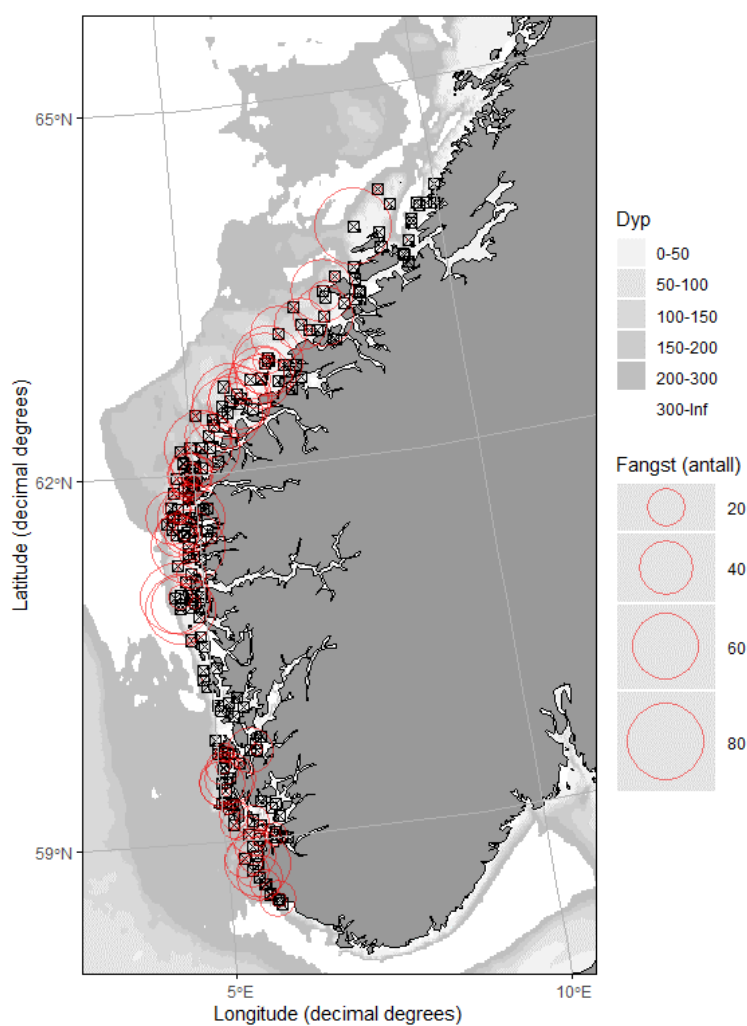 65°N
62°N
59°N
5°E
10°E
Longitude (decimal degrees)
Latitude (decimal degrees)
Dyp
0-50
50-100
100-150
150-200
200-300
300-Inf
Fangst (antall)
20
40
60
80